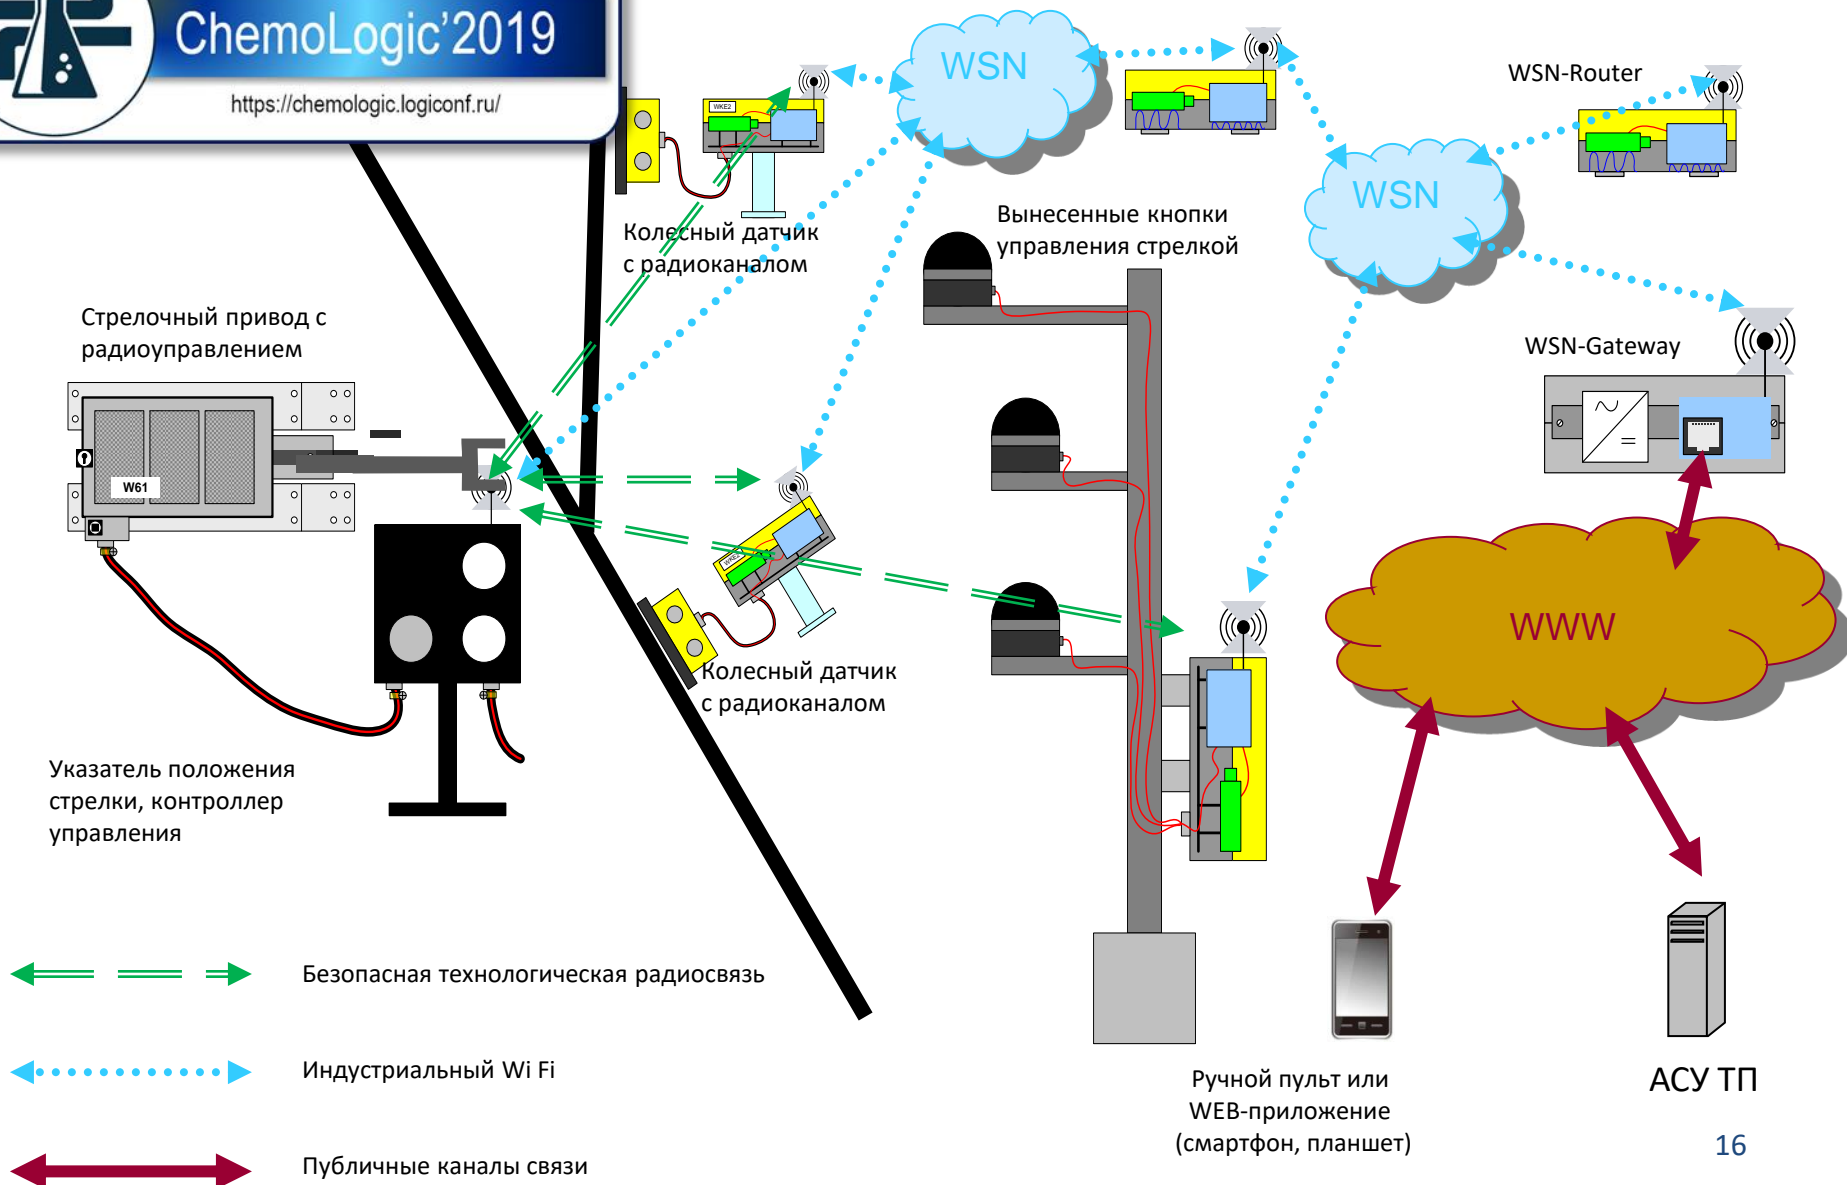 ChemoLogic'2019
https://chemologic.logiconf.ru/
WSN
WSN-Router
WKE2
WSN
Колесный датчик
с радиоканалом
Вынесенные кнопки
управления стрелкой
Стрелочный привод с
радиоуправлением
WSN-Gateway
W61
WKE2
WWW
Колесный датчик
с радиоканалом
Указатель положения
стрелки, контроллер
управления
Безопасная технологическая радиосвязь
Индустриальный Wi Fi
Публичные каналы связи
Ручной пульт или
WEB-приложение
(смартфон, планшет)
АСУ ТП
16